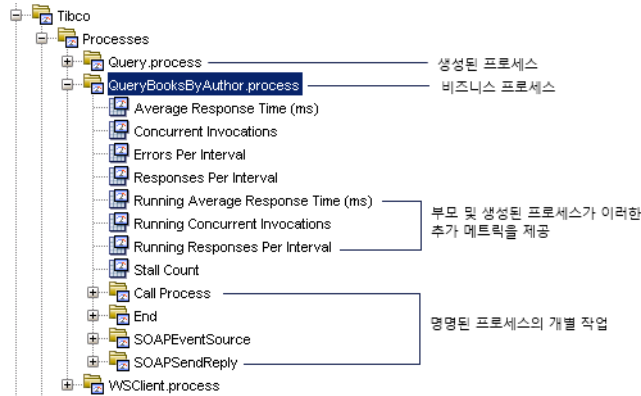 Tibco
Processes
Query.process
생성된 프로세스
QueryBooksByAuthor.process
비즈니스 프로세스
Average Response Time (ms)
Concurrent Invocations
Errors Per Interval
Responses Per Interval
Running Average Response Time (ms)
Running Concurrent Invocations
Running Responses Per Interval
부모 및 생성된 프로세스가 이러한
추가 메트릭을 제공
Stall Count
Call Process
End
SOAPEventSource
SOAPSendReply
명명된 프로세스의 개별 작업
WSClient.process